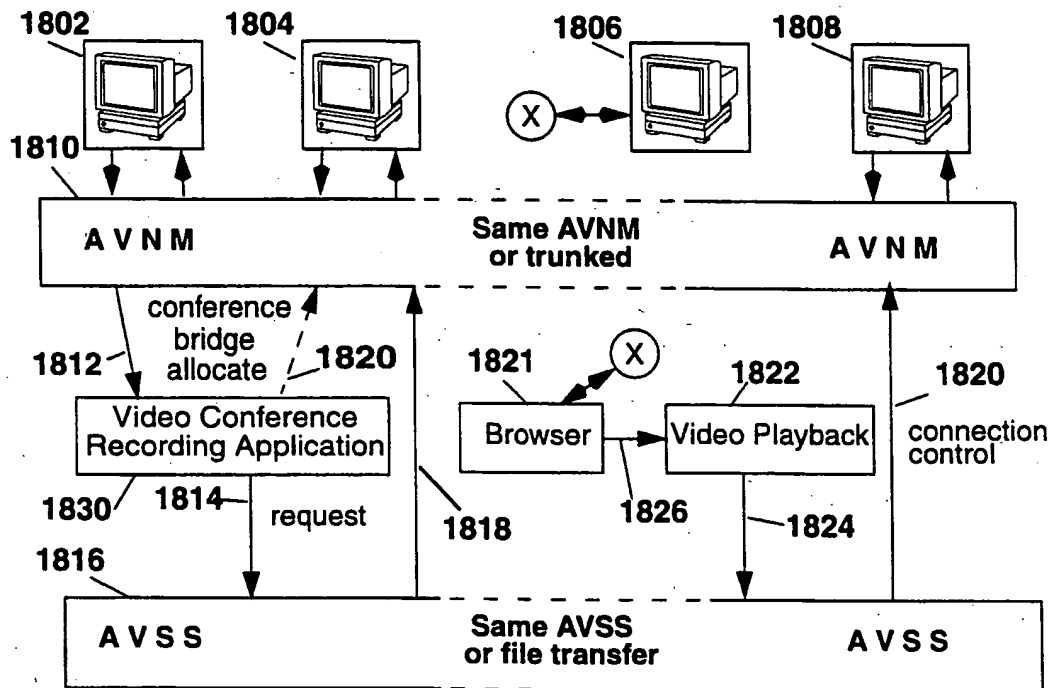 1802
1804
1806
1808
X
1810
A V N M
Same AVNM
or trunked
A V N M
conference
bridge
allocate
1812
1820
1821
X
1822
1820
Video Conference
Recording Application
Browser
Video Playback
connection
control
1830
1814
request
1818
1826
1824
1816
A V S S
Same AVSS
or file transfer
A V S S